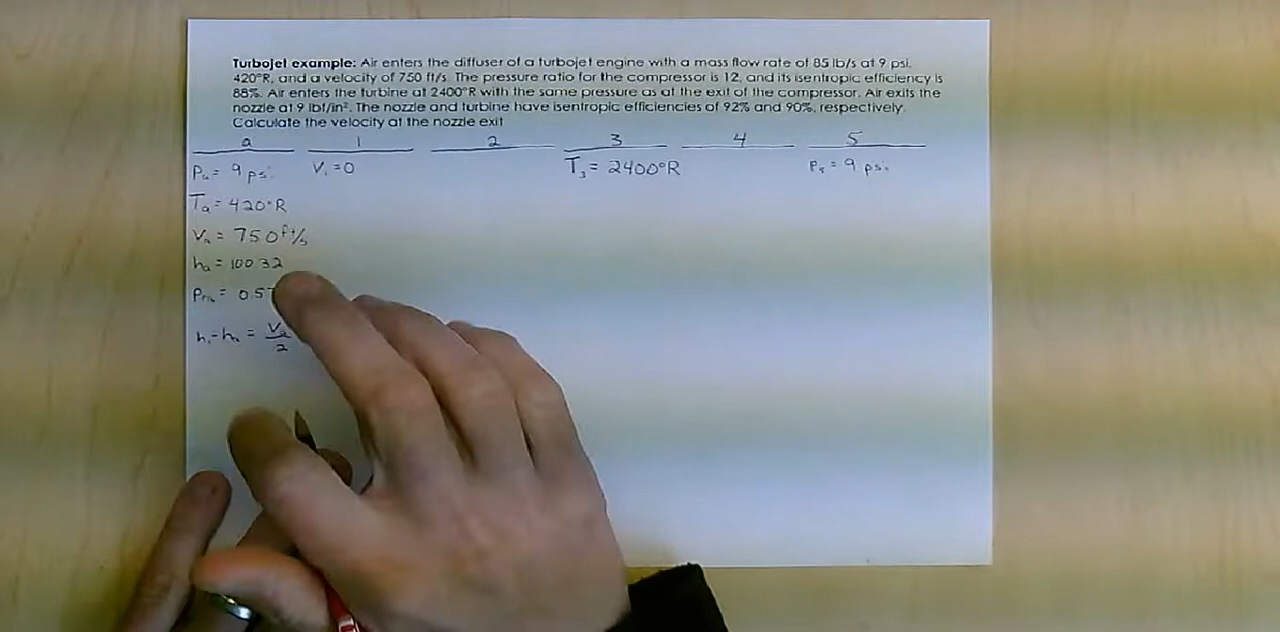 Turbojet example: Air enters the diffuser of a turbojet engine with a mass flow rate of 85 lb/s at 9 psi,
420°R, and a velocity of 750 ft/s. The pressure ratio for the compressor is 12, and its isentropic efficiency is
88%. Air enters the turbine at 2400°R with the same pressure as at the exit of the compressor. Air exits the
nozzle at 9 lbf/in². The nozzle and turbine have isentropic efficiencies of 92% and 90%, respectively.
Calculate the velocity at the nozzle exit
a 1 2 3 4 5
Pa = 9 psi V₁ = 0 T₃ = 2400°R P₅ = 9 psi
Ta = 420°R
Va = 750 ft/s
ha = 100.32
Pra = 0.5
h₁-ha = Va
2